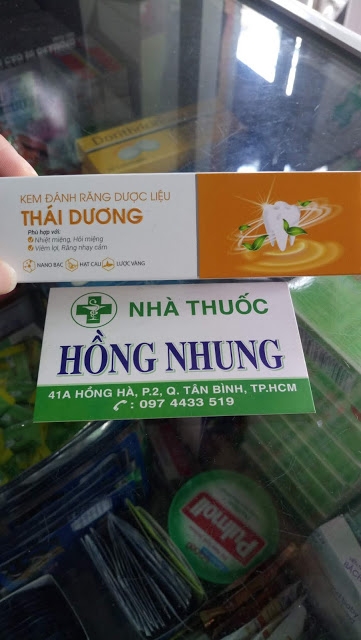 Dorithric
KEM ĐÁNH RĂNG DƯỢC LIỆU
THÁI DƯƠNG
Phù hợp với:
Nhiệt miệng, Hôi miệng
Viêm lợi, Răng nhạy cảm
NANO BẠC
HẠT CAU
LƯỢC VÀNG
NHÀ THUỐC
HỒNG NHUNG
41A HỒNG HÀ, P.2, Q. TÂN BÌNH, TP.HCM
: 097 4433 519
Pulmoll